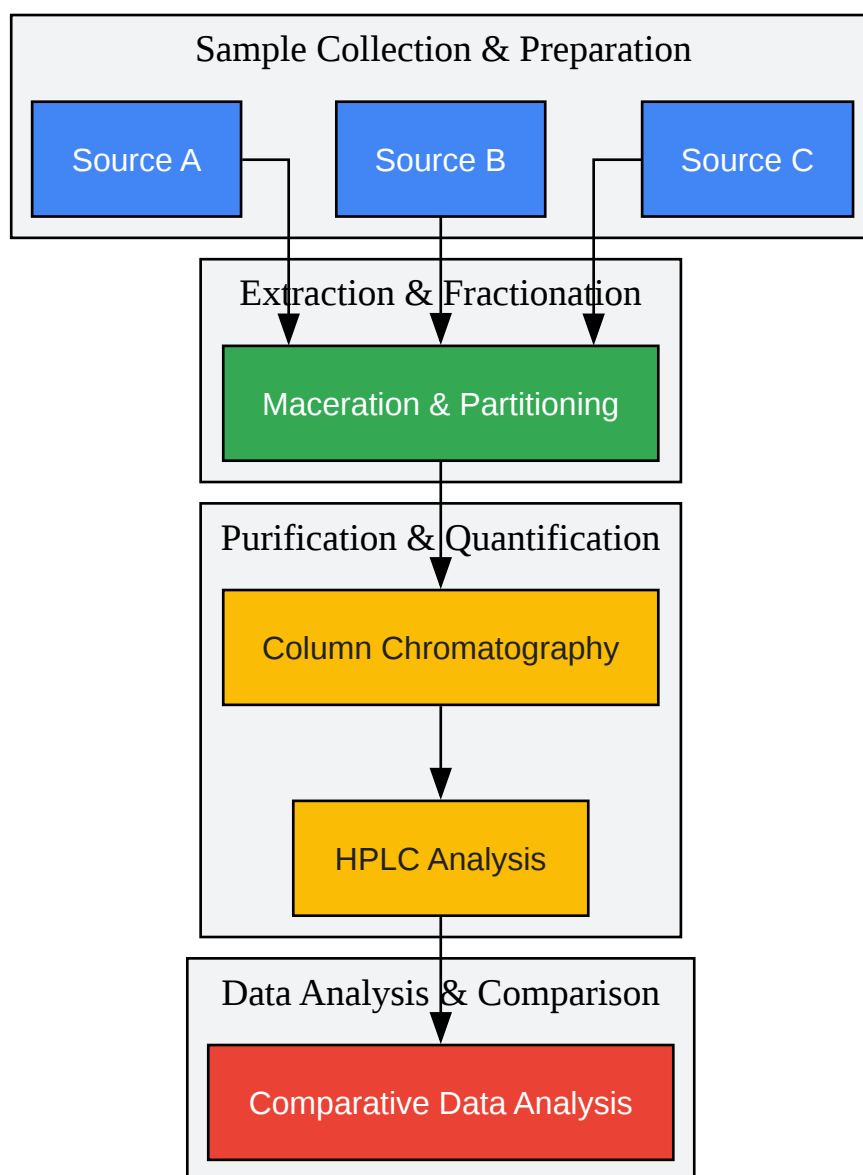 Sample Collection & Preparation
Source A
Source B
Source C
Extraction & Fractionation
Maceration & Partitioning
Purification & Quantification
Column Chromatography
HPLC Analysis
Data Analysis & Comparison
Comparative Data Analysis